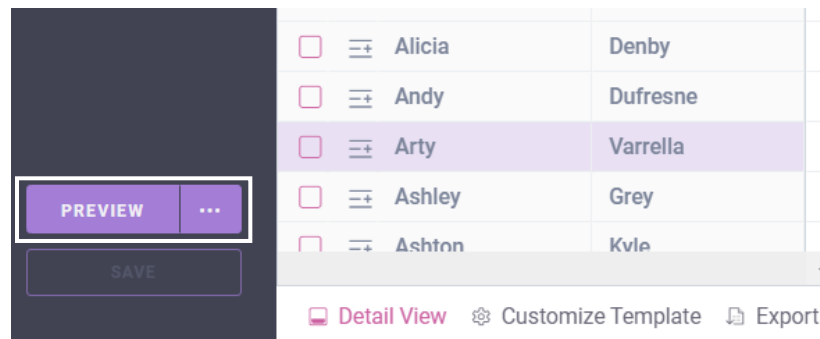 Alicia Denby
Andy Dufresne
Arty Varrella
Ashley Grey
Ashton Kyle
PREVIEW ...
SAVE
Detail View Customize Template Export